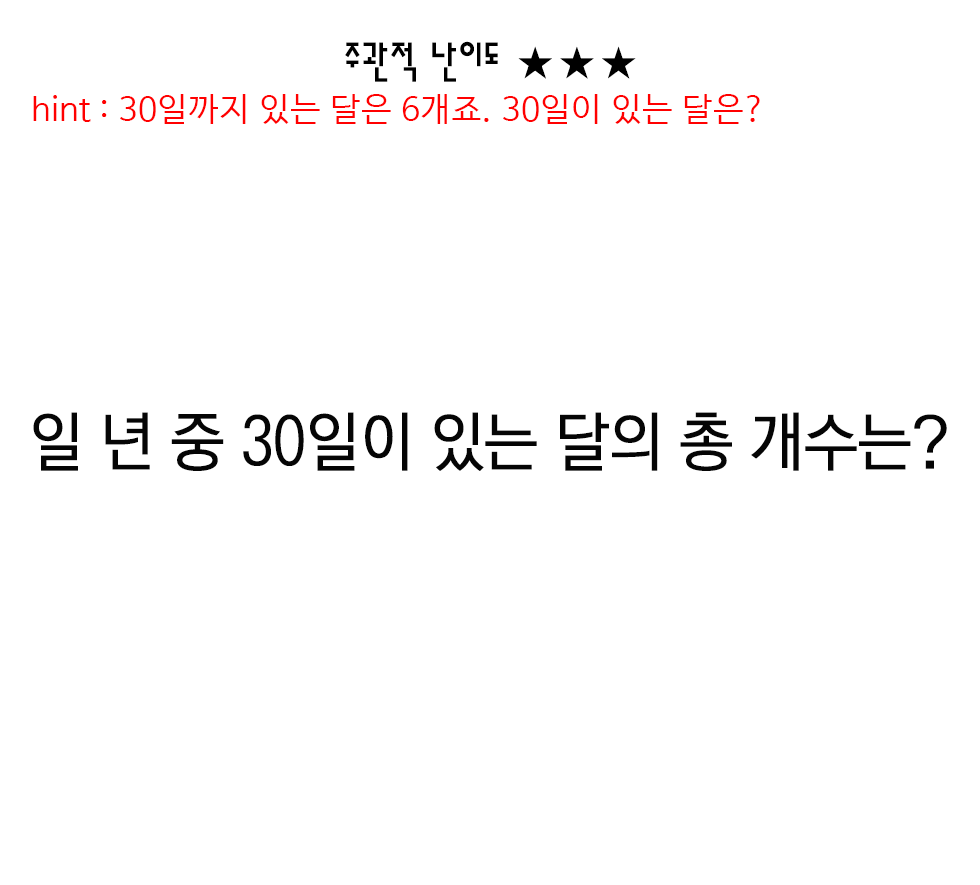 주관적 난이도 ★★★
hint : 30일까지 있는 달은 6개죠. 30일이 있는 달은?
일 년 중 30일이 있는 달의 총 개수는?